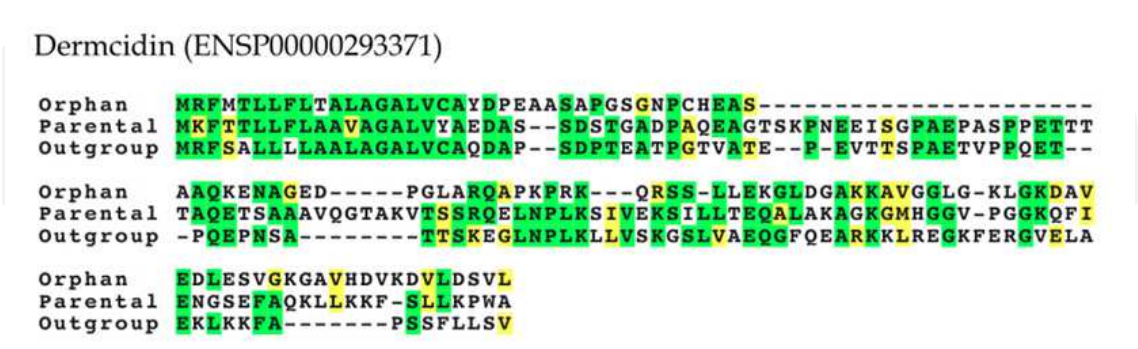 Dermcidin (ENSP00000293371)
Orphan MRFMTLLFLTALAGALVCAYDPEAASAPGSGNPCHEAS----------------------
Parental MKFTTLLFLAAVAGALVYAEDAS--SDSTGADPAQEAGTSKPNEEISGPAEPASPPETTT
Outgroup MRFSALLLLAALAGALVCAQDAP--SDPTEATPGTVATE--P-EVTTSPAETVPPQET--
Orphan AAQKENAGED-----PGLARQAPKPRK---QRSS-LLEKGLDGAKKAVGGLG-KLGKDAV
Parental TAQETSAAAVQGTAKVTSSRQELNPLKSIVEKSILLTEQALAKAGKGMHGGV-PGGKQFI
Outgroup -PQEPNSA--------TTSKEGLNPLKLLVSKGSLVAEQGFQEARKKLREGKFERGVELA
Orphan EDLESVGKGAVHDVKDVLDSVL
Parental ENGSEFAQKLLKKF-SLLKPWA
Outgroup EKLKKFA-------PSSFLLSV